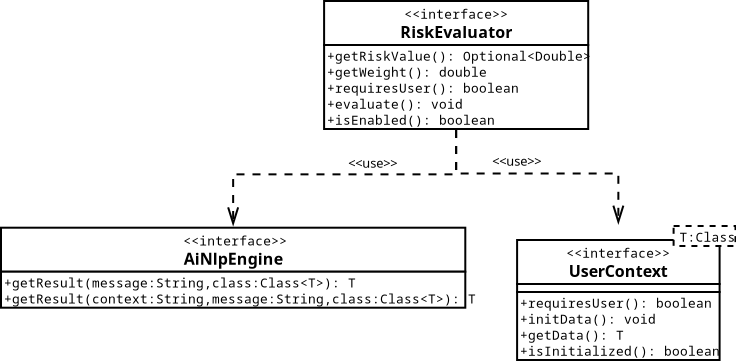 <<interface>>
RiskEvaluator
+getRiskValue(): Optional<Double>
+getWeight(): double
+requiresUser(): boolean
+evaluate(): void
+isEnabled(): boolean
<<use>>
<<use>>
<<interface>>
AiNlpEngine
+getResult(message:String,class:Class<T>): T
+getResult(context:String,message:String,class:Class<T>): T
T:Class
<<interface>>
UserContext
+requiresUser(): boolean
+initData(): void
+getData(): T
+isInitialized(): boolean